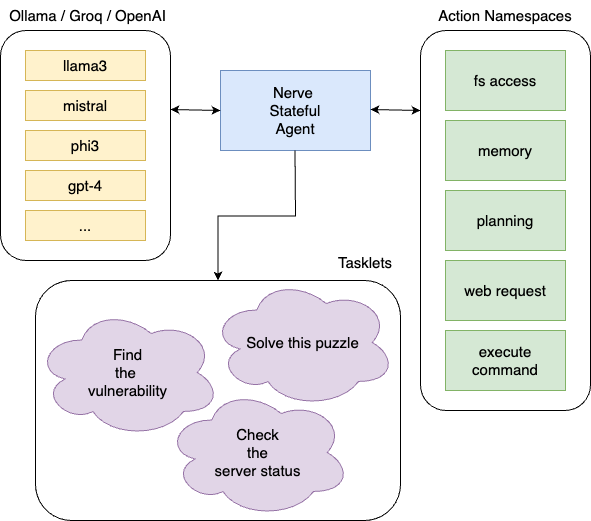 Ollama / Groq / OpenAI
llama3
mistral
phi3
gpt-4
...
Nerve
Stateful
Agent
Action Namespaces
fs access
memory
planning
web request
execute
command
Tasklets
Find
the
vulnerability
Solve this puzzle
Check
the
server status